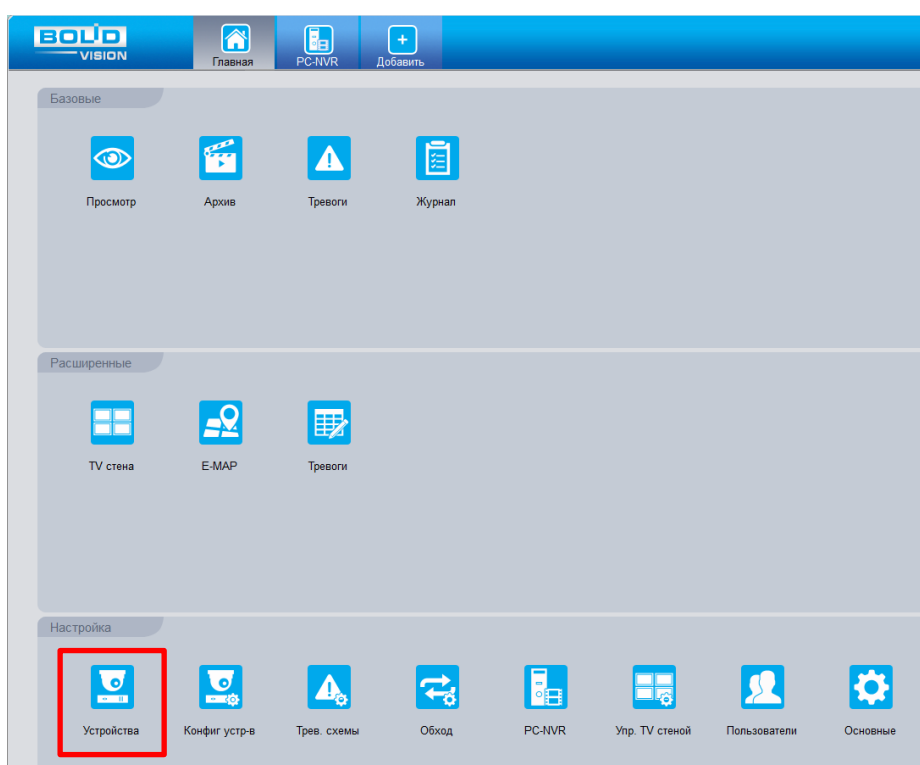 BOLID
VISION
Главная
PC-NVR
Добавить
Базовые
Просмотр
Архив
Тревоги
Журнал
Расширенные
TV стена
E-MAP
Тревоги
Настройка
Устройства
Конфиг устр-в
Трев. схемы
Обход
PC-NVR
Упр. TV стеной
Пользователи
Основные